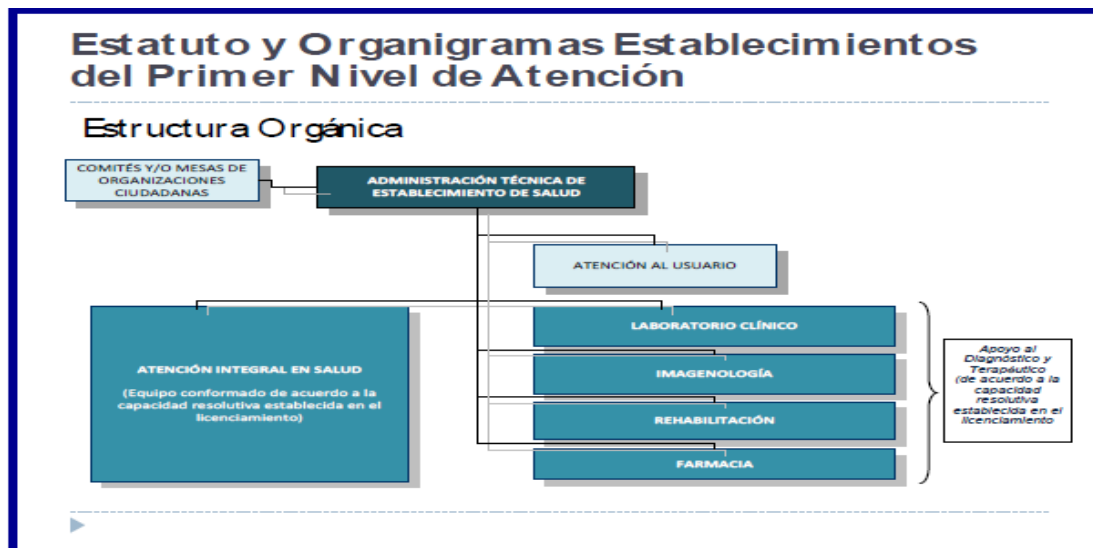 Estatuto y Organigramas Establecimientos
del Primer Nivel de Atención
Estructura Orgánica
COMITÉS Y/O MESAS DE
ORGANIZACIONES
CIUDADANAS
ADMINISTRACIÓN TÉCNICA DE
ESTABLECIMIENTO DE SALUD
ATENCIÓN AL USUARIO
ATENCIÓN INTEGRAL EN SALUD
(Equipo conformado de acuerdo a la
capacidad resolutiva establecida en el
licenciamiento)
LABORATORIO CLÍNICO
IMAGENOLOGÍA
REHABILITACIÓN
FARMACIA
Apoyo al
Diagnóstico y
Terapéutico
(de acuerdo a la
capacidad
resolutiva
establecida en el
licenciamiento